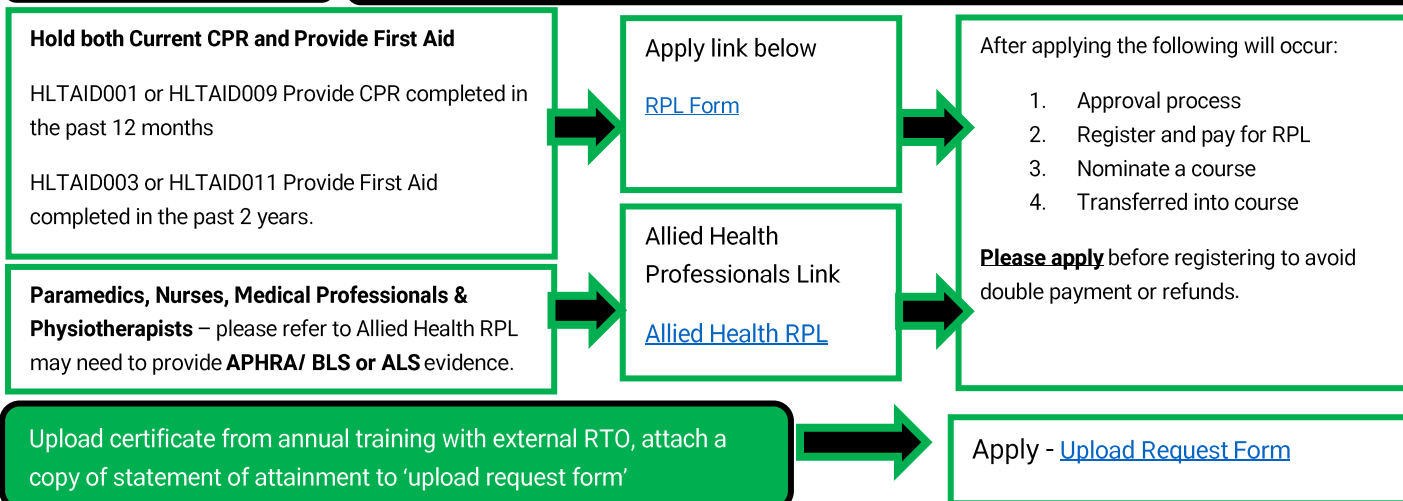 Hold both Current CPR and Provide First Aid
HLTAID001 or HLTAID009 Provide CPR completed in
the past 12 months
HLTAID003 or HLTAID011 Provide First Aid
completed in the past 2 years.
Apply link below
RPL Form
After applying the following will occur:
1. Approval process
2. Register and pay for RPL
3. Nominate a course
4. Transferred into course
Please apply before registering to avoid
double payment or refunds.
Paramedics, Nurses, Medical Professionals &
Physiotherapists – please refer to Allied Health RPL
may need to provide APHRA/ BLS or ALS evidence.
Allied Health
Professionals Link
Allied Health RPL
Upload certificate from annual training with external RTO, attach a
copy of statement of attainment to ‘upload request form’
Apply - Upload Request Form